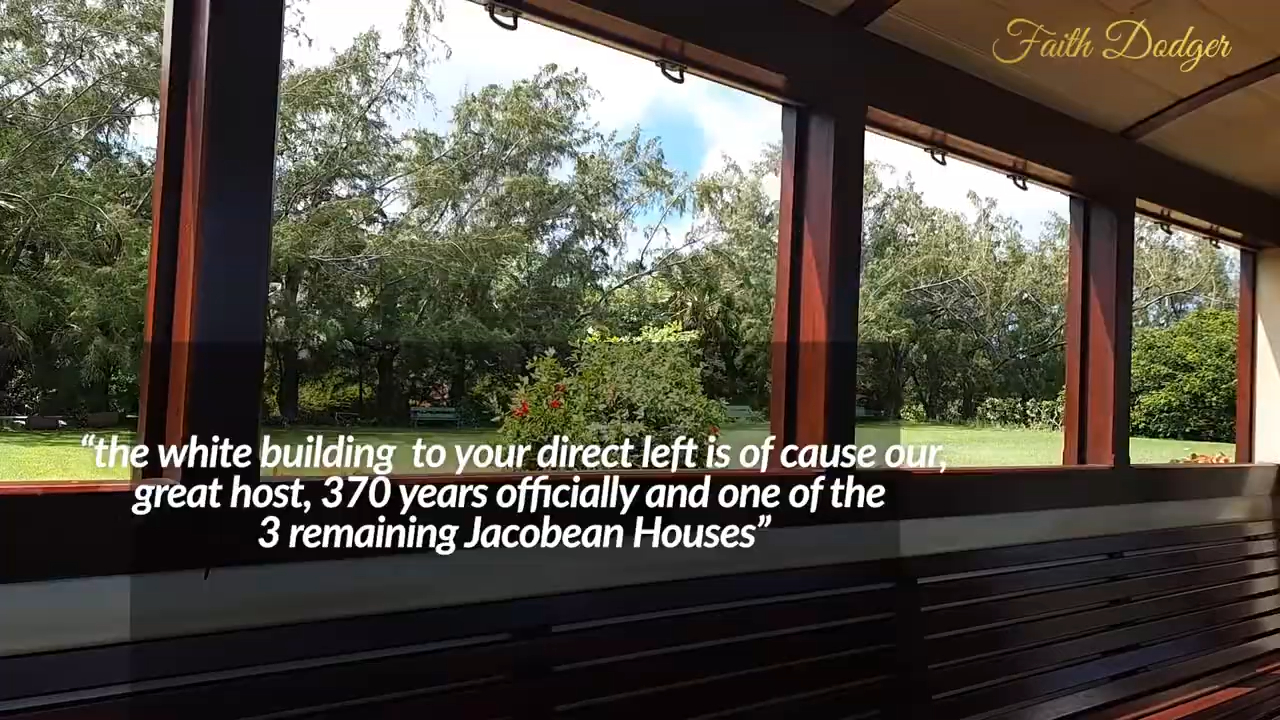 Faith Dodger
“the white building  to your direct left is of cause our,
great host, 370 years officially and one of the
3 remaining Jacobean Houses”